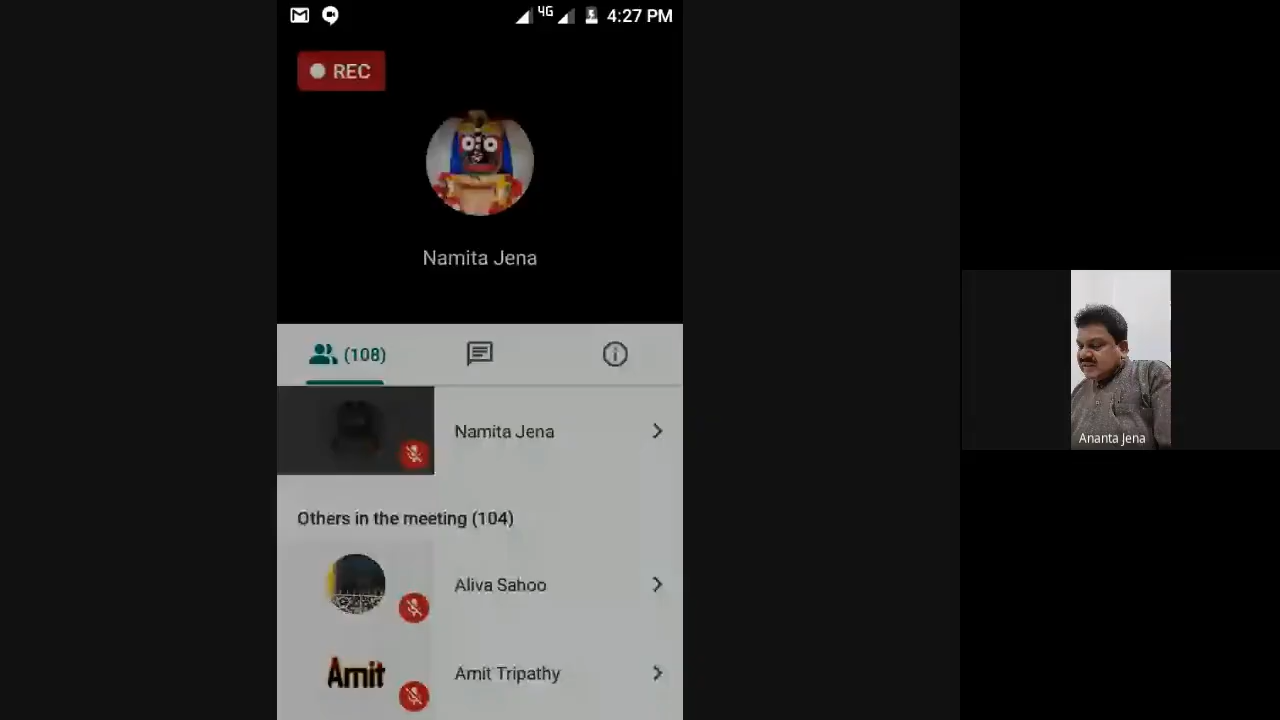 4G 4:27 PM
REC
Namita Jena
(108)
Namita Jena
Others in the meeting (104)
Aliva Sahoo
Amit
Amit Tripathy
Ananta Jena